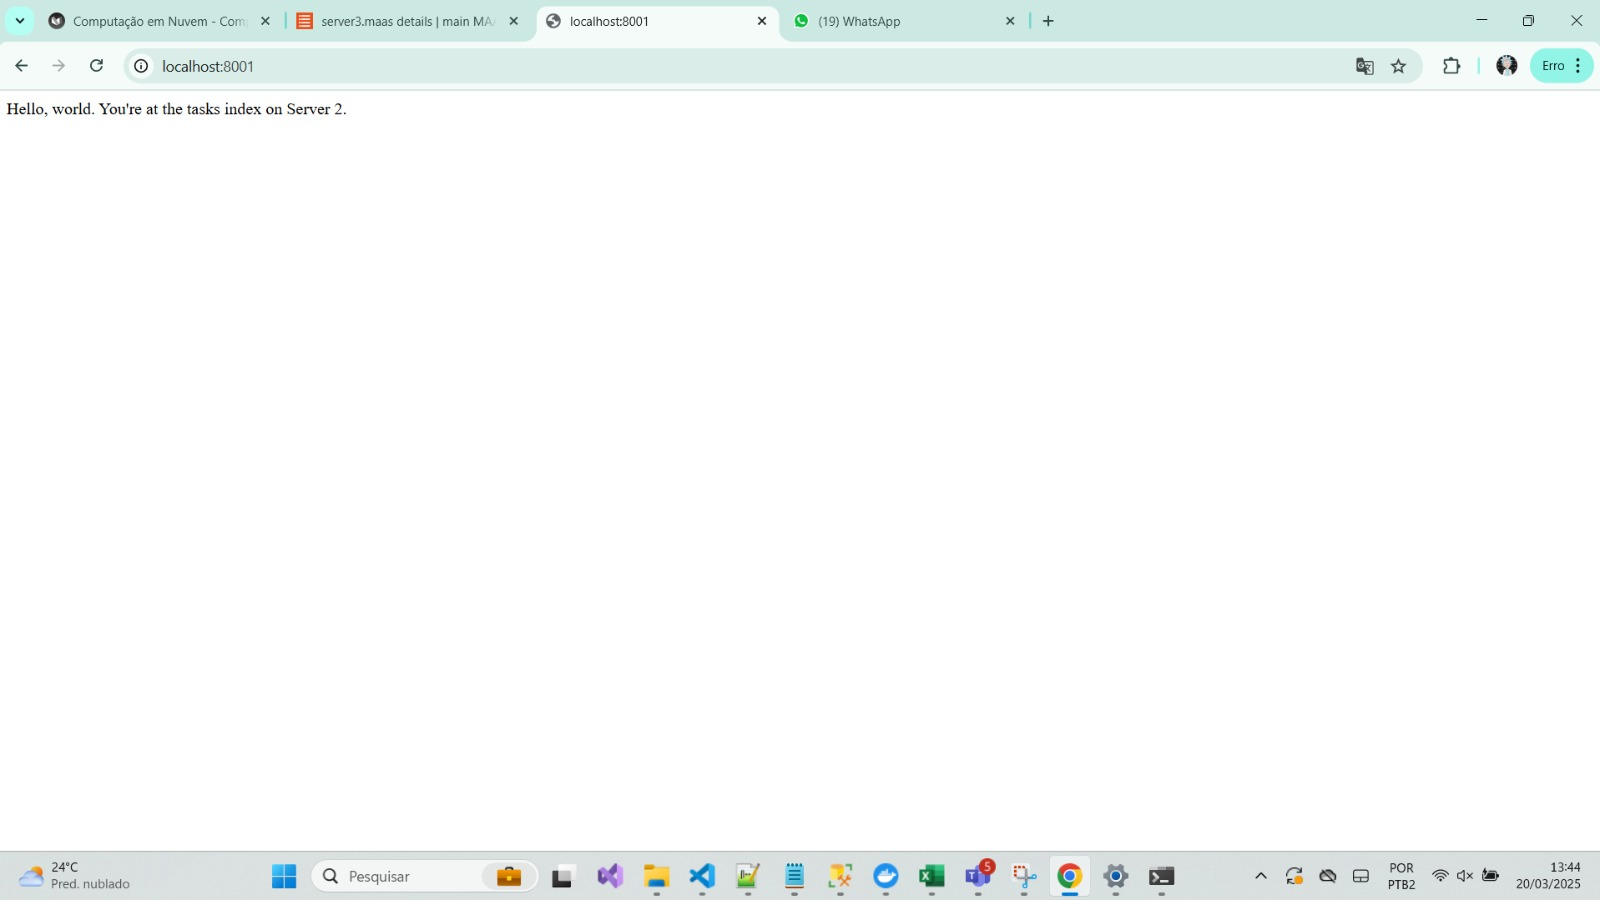 Computação em Nuvem - Com
server3.maas details | main MA
localhost:8001
(19) WhatsApp
localhost:8001
Erro
Hello, world. You're at the tasks index on Server 2.
24°C
Pred. nublado
Pesquisar
5
POR
PTB2
13:44
20/03/2025